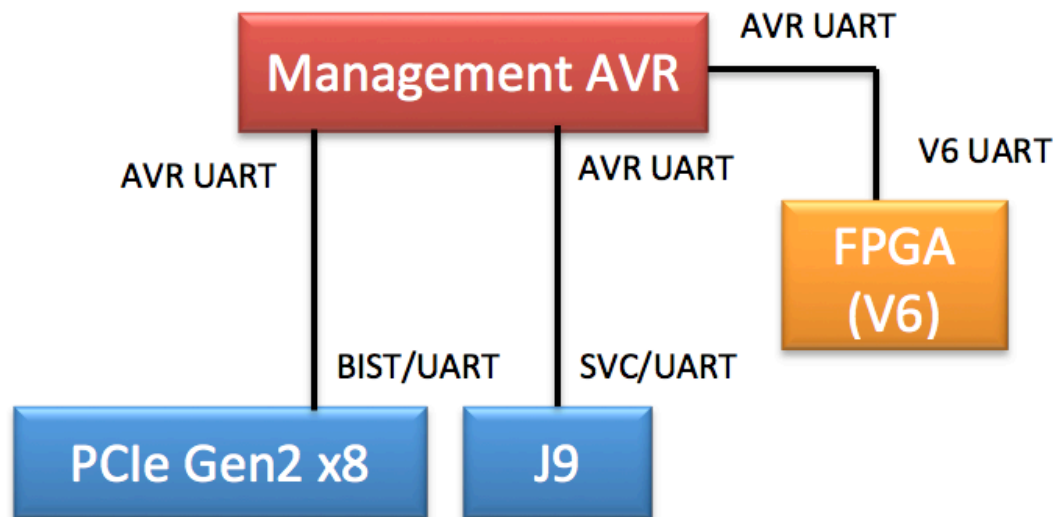 AVR UART
Management AVR
AVR UART
AVR UART
V6 UART
FPGA
(V6)
BIST/UART
SVC/UART
PCIe Gen2 x8
J9